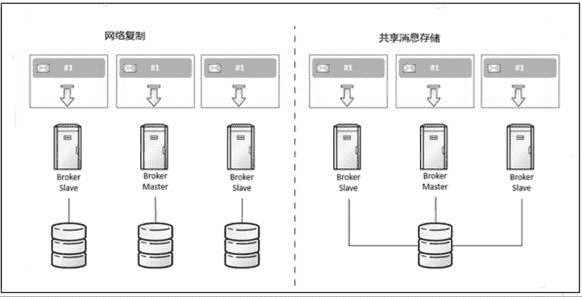 网络复制
共享消息存储
#1 #1 #1 #1 #1 #1
Broker Broker Broker Broker Broker Broker
Slave Master Slave Slave Master Slave